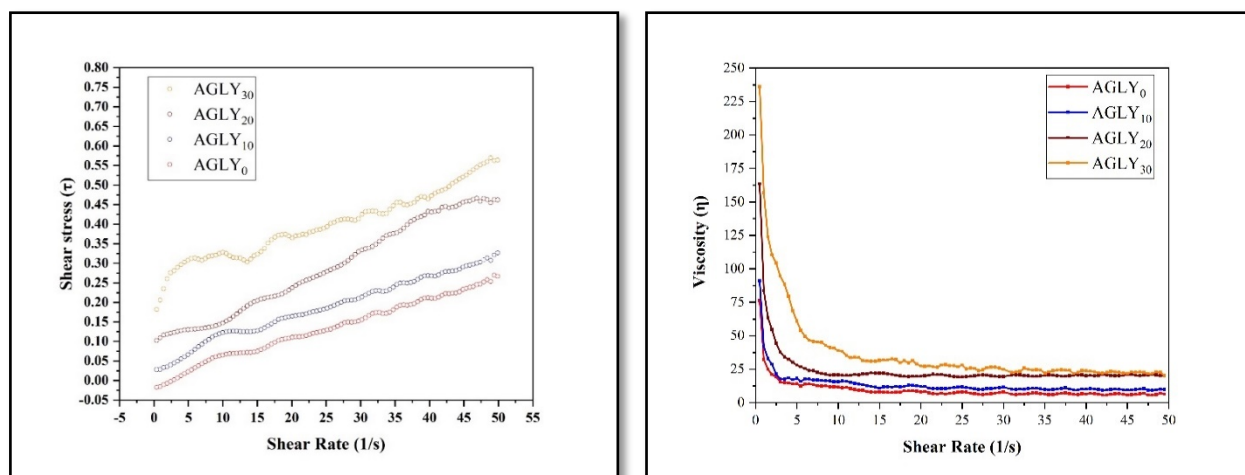 0.80
0.75
0.70
0.65
0.60
0.55
0.50
0.45
0.40
0.35
0.30
0.25
0.20
0.15
0.10
0.05
0.00
-0.05
Shear stress (τ)
AGLY30
AGLY20
AGLY10
AGLY0
-5 0 5 10 15 20 25 30 35 40 45 50 55
Shear Rate (1/s)
250
225
200
175
150
125
100
75
50
25
0
Viscosity (η)
AGLY0
AGLY10
AGLY20
AGLY30
0 5 10 15 20 25 30 35 40 45 50
Shear Rate (1/s)